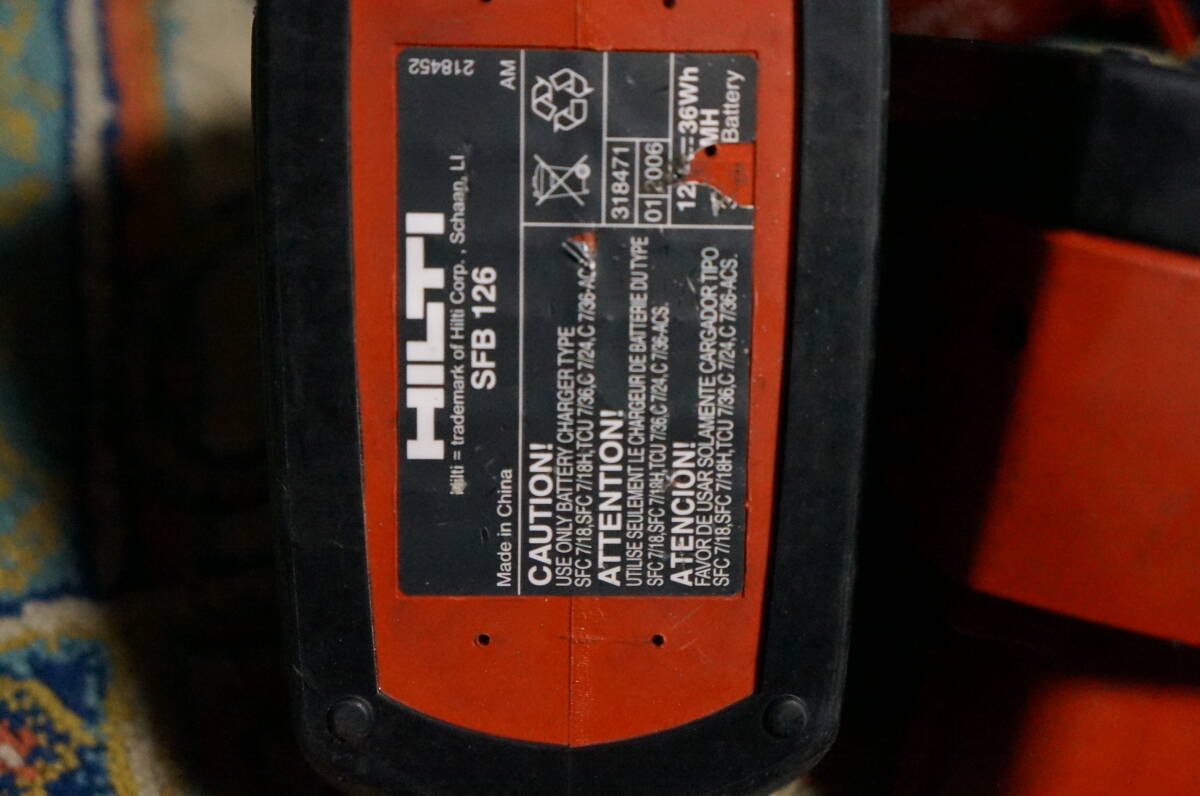 218452
HILTI
Hilti = trademark of Hilti Corp., Schaan, LI
SFB 126
Made in China
AM
CAUTION!
USE ONLY BATTERY CHARGER TYPE
SFC 7/18,SFC 7/18H,TCU 7/36,C 7/24,C 7/36-ACS
ATTENTION!
UTILISE SEULEMENT LE CHARGEUR DE BATTERIE DU TYPE
SFC 7/18,SFC 7/18H,TCU 7/36,C 7/24,C 7/36-ACS.
ATENCIÓN!
FAVOR DE USAR SOLAMENTE CARGADOR TIPO
SFC 7/18,SFC 7/18H,TCU 7/36,C 7/24,C 7/36-ACS.
318471
01 2006
12 36Wh
MH
Battery